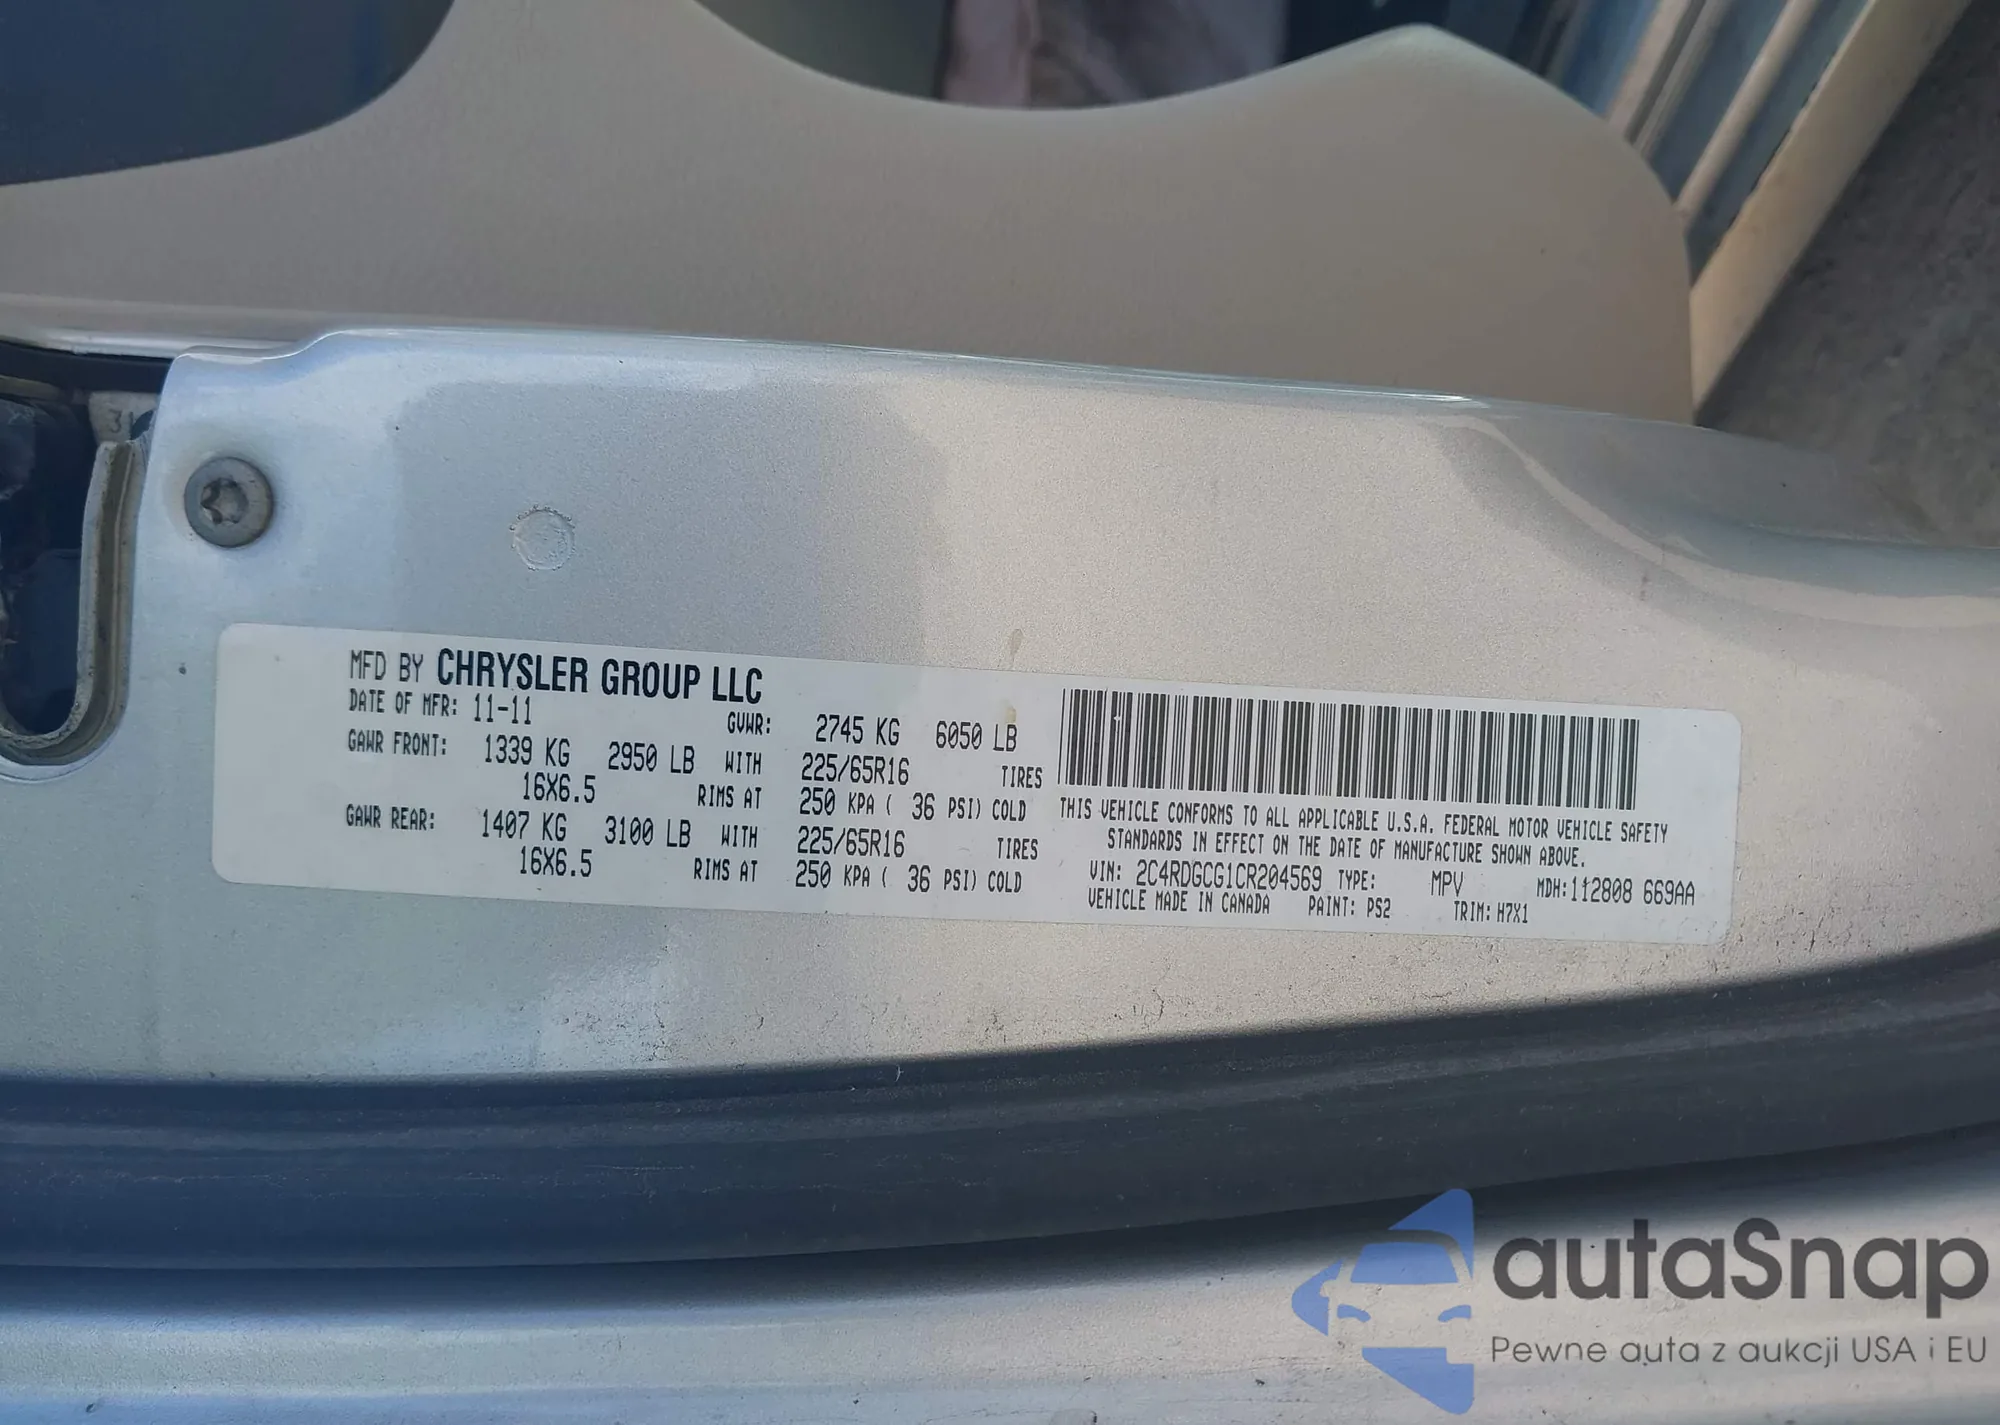 MFD BY CHRYSLER GROUP LLC
DATE OF MFR: 11-11 GVWR: 2745 KG 6050 LB
GAWR FRONT: 1339 KG 2950 LB WITH 225/65R16 TIRES
16X6.5 RIMS AT 250 KPA ( 36 PSI) COLD
GAWR REAR: 1407 KG 3100 LB WITH 225/65R16 TIRES
16X6.5 RIMS AT 250 KPA ( 36 PSI) COLD
THIS VEHICLE CONFORMS TO ALL APPLICABLE U.S.A. FEDERAL MOTOR VEHICLE SAFETY
STANDARDS IN EFFECT ON THE DATE OF MANUFACTURE SHOWN ABOVE.
VIN: 2C4RDGCG1CR204569 TYPE: MPV MDH:112808 669AA
VEHICLE MADE IN CANADA PAINT: PS2 TRIM: H7X1
autaSnap
Pewne auta z aukcji USA i EU